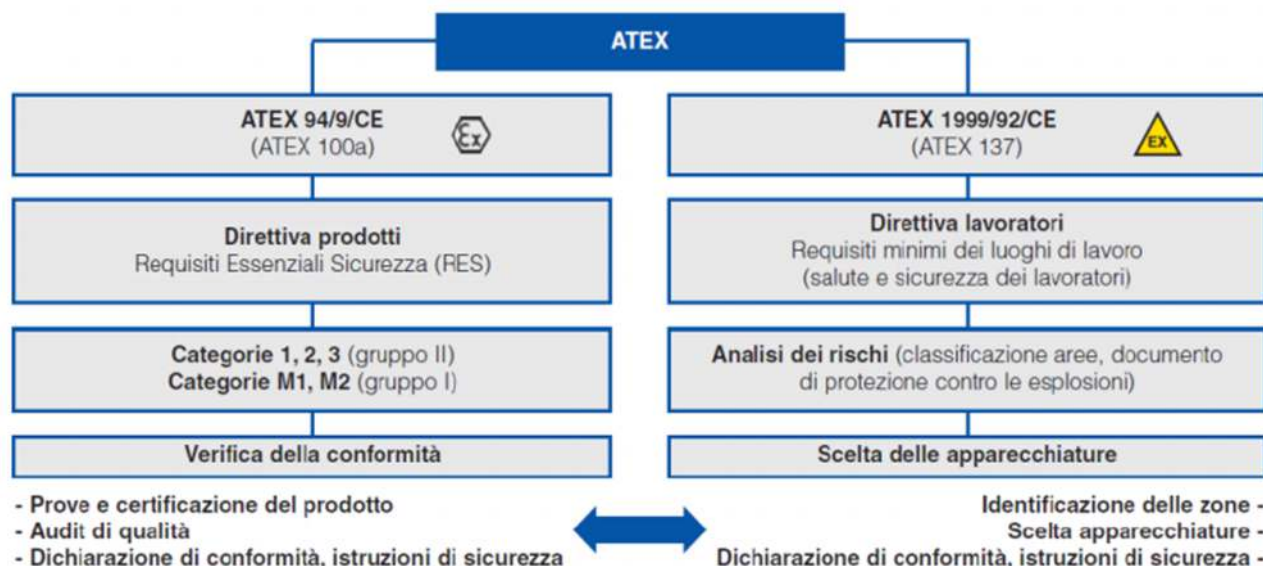 ATEX
ATEX 94/9/CE
(ATEX 100a)
Ex
Direttiva prodotti
Requisiti Essenziali Sicurezza (RES)
Categorie 1, 2, 3 (gruppo II)
Categorie M1, M2 (gruppo I)
Verifica della conformità
- Prove e certificazione del prodotto
- Audit di qualità
- Dichiarazione di conformità, istruzioni di sicurezza
ATEX 1999/92/CE
(ATEX 137)
EX
Direttiva lavoratori
Requisiti minimi dei luoghi di lavoro
(salute e sicurezza dei lavoratori)
Analisi dei rischi (classificazione aree, documento
di protezione contro le esplosioni)
Scelta delle apparecchiature
Identificazione delle zone -
Scelta apparecchiature -
Dichiarazione di conformità, istruzioni di sicurezza -